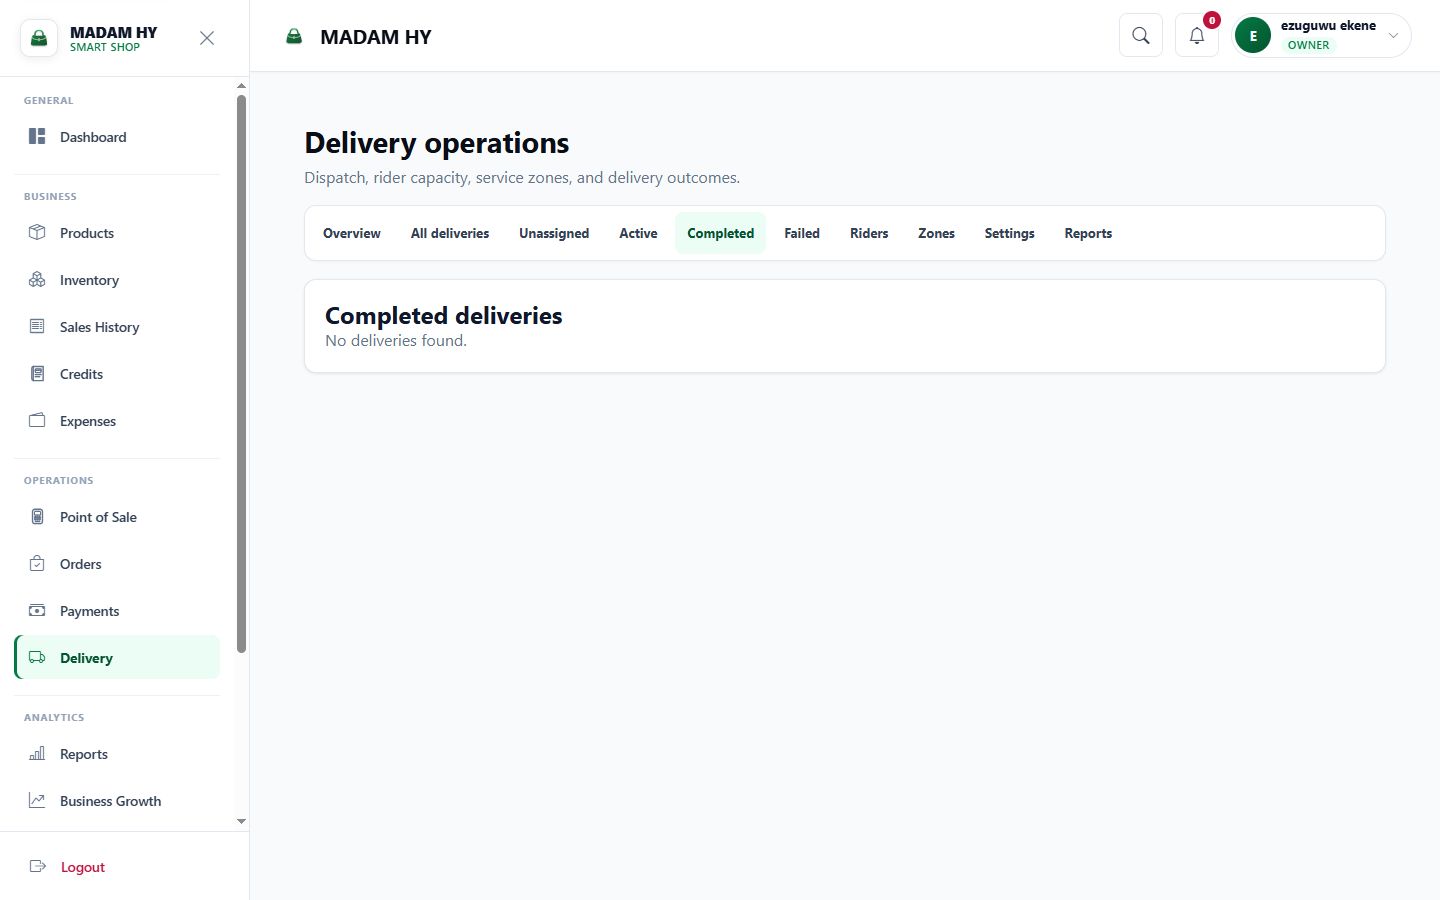 MADAM HY
SMART SHOP
GENERAL
Dashboard
BUSINESS
Products
Inventory
Sales History
Credits
Expenses
OPERATIONS
Point of Sale
Orders
Payments
Delivery
ANALYTICS
Reports
Business Growth
Logout
MADAM HY
0
E
ezuguwu ekene
OWNER
Delivery operations
Dispatch, rider capacity, service zones, and delivery outcomes.
Overview All deliveries Unassigned Active Completed Failed Riders Zones Settings Reports
Completed deliveries
No deliveries found.